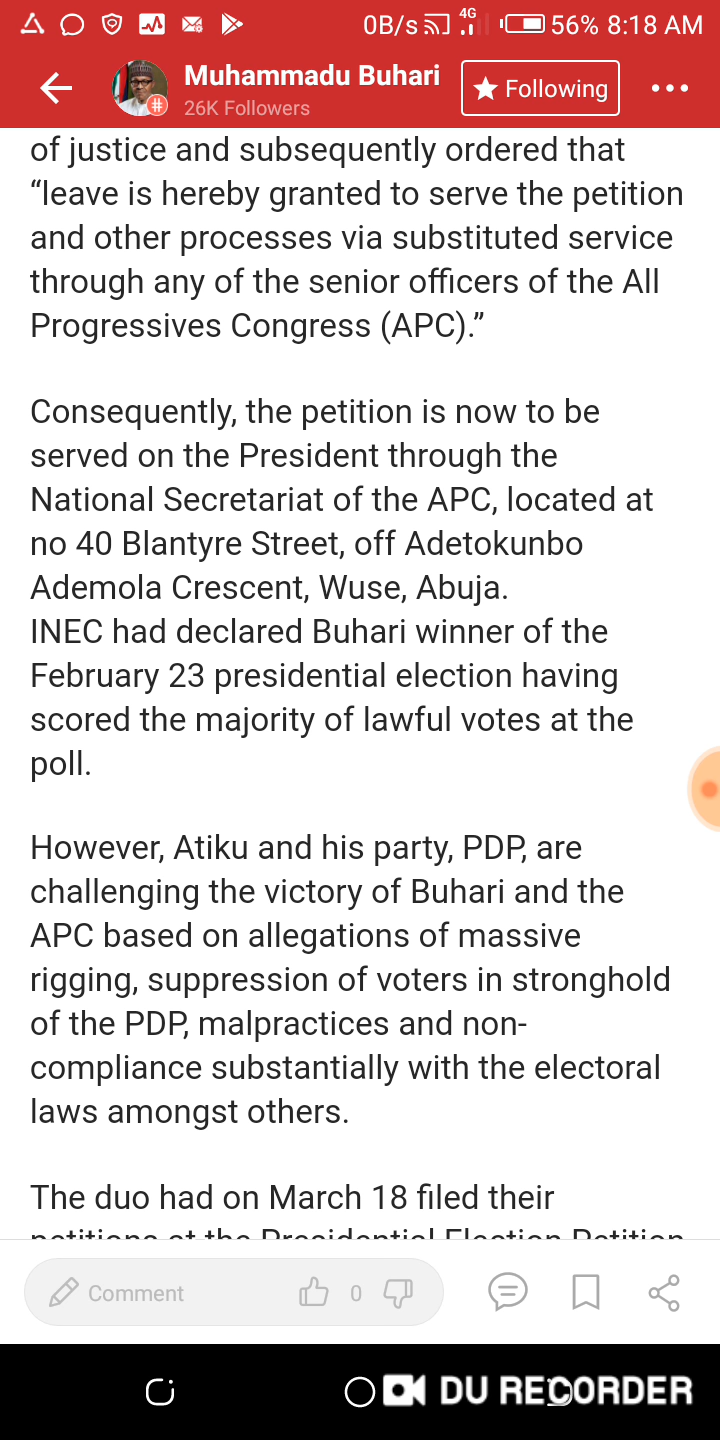 0B/s 4G 56% 8:18 AM
Muhammadu Buhari
26K Followers
Following
of justice and subsequently ordered that
“leave is hereby granted to serve the petition
and other processes via substituted service
through any of the senior officers of the All
Progressives Congress (APC).”
Consequently, the petition is now to be
served on the President through the
National Secretariat of the APC, located at
no 40 Blantyre Street, off Adetokunbo
Ademola Crescent, Wuse, Abuja.
INEC had declared Buhari winner of the
February 23 presidential election having
scored the majority of lawful votes at the
poll.
However, Atiku and his party, PDP, are
challenging the victory of Buhari and the
APC based on allegations of massive
rigging, suppression of voters in stronghold
of the PDP, malpractices and non-
compliance substantially with the electoral
laws amongst others.
The duo had on March 18 filed their
petitions at the Presidential Election Petition
Comment 0
DU RECORDER